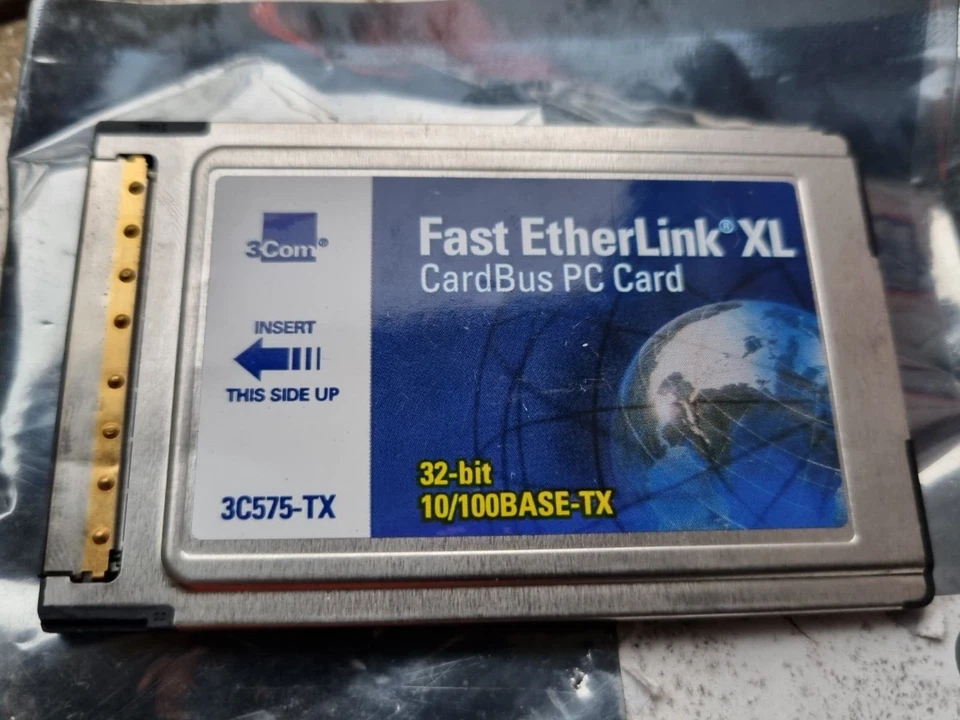 3Com®
INSERT
THIS SIDE UP
3C575-TX
Fast EtherLink® XL
CardBus PC Card
32-bit
10/100BASE-TX